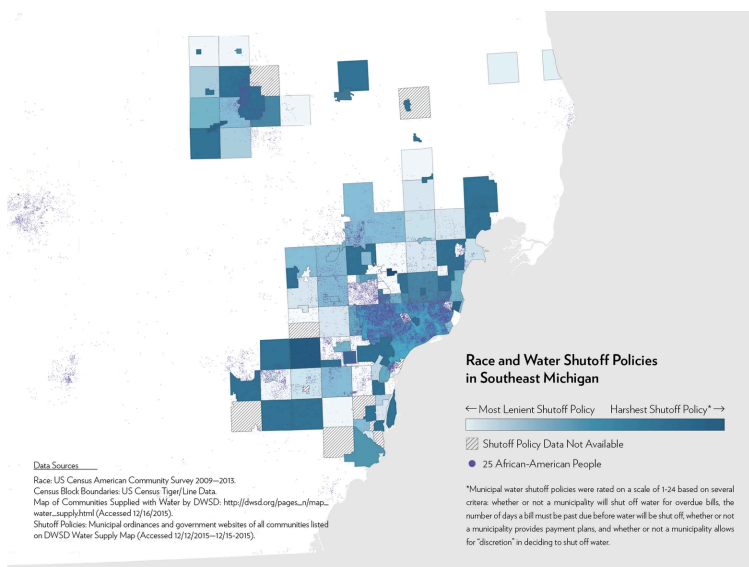 Race and Water Shutoff Policies
in Southeast Michigan
← Most Lenient Shutoff Policy Harshest Shutoff Policy* →
Shutoff Policy Data Not Available
25 African-American People
*Municipal water shutoff policies were rated on a scale of 1-24 based on several
critera: whether or not a municipality will shut off water for overdue bills, the
number of days a bill must be past due before water will be shut off, whether or not
a municipality provides payment plans, and whether or not a municipality allows
for "discretion" in deciding to shut off water.
Data Sources
Race: US Census American Community Survey 2009—2013.
Census Block Boundaries: US Census Tiger/Line Data.
Map of Communities Supplied with Water by DWSD: http://dwsd.org/pages_n/map_
water_supply.html (Accessed 12/16/2015).
Shutoff Policies: Municipal ordinances and government websites of all communities listed
on DWSD Water Supply Map (Accessed 12/12/2015—12/15-2015).